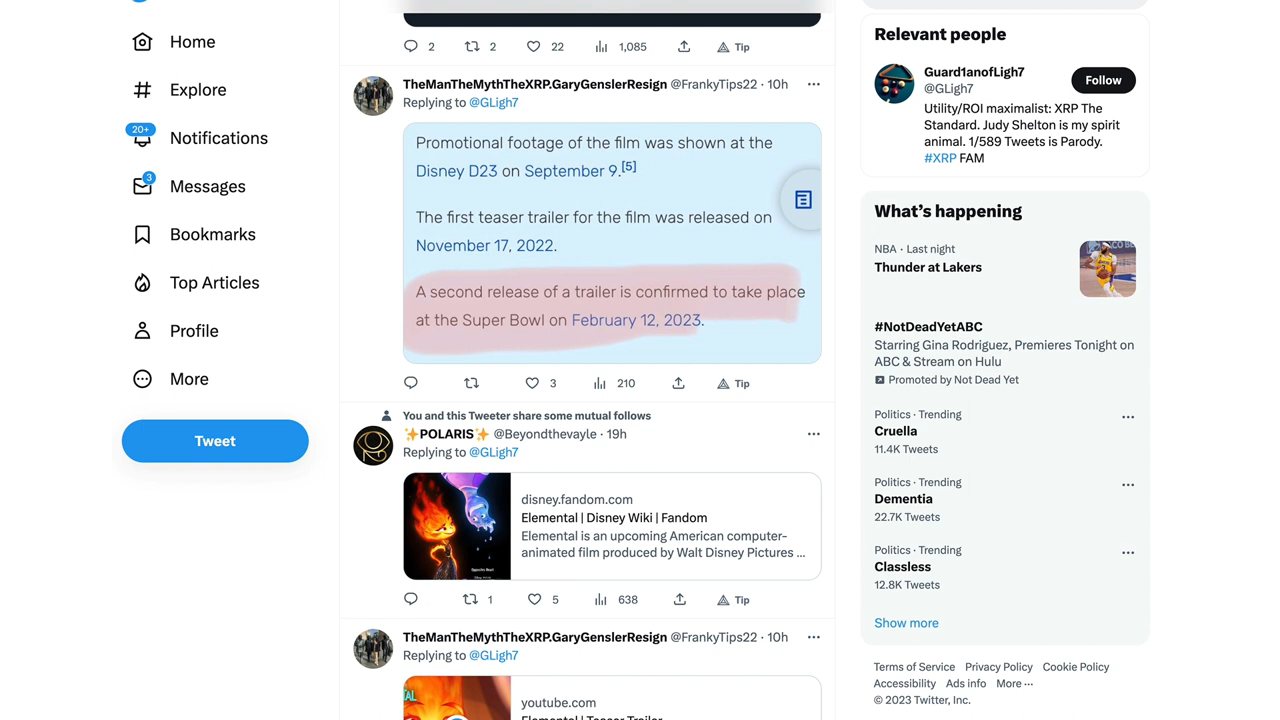 Home
Explore
20+
Notifications
3
Messages
Bookmarks
Top Articles
Profile
More
Tweet
2 2 22 1,085 Tip
TheManTheMythTheXRP.GaryGenslerResign @FrankyTips22 · 10h
Replying to @GLigh7
Promotional footage of the film was shown at the
Disney D23 on September 9.[5]
The first teaser trailer for the film was released on
November 17, 2022.
A second release of a trailer is confirmed to take place
at the Super Bowl on February 12, 2023.
3 210 Tip
You and this Tweeter share some mutual follows
✨POLARIS✨ @Beyondthevayle · 19h
Replying to @GLigh7
disney.fandom.com
Elemental | Disney Wiki | Fandom
Elemental is an upcoming American computer-
animated film produced by Walt Disney Pictures ...
1 5 638 Tip
TheManTheMythTheXRP.GaryGenslerResign @FrankyTips22 · 10h
Replying to @GLigh7
youtube.com
Elemental | Teaser Trailer
Relevant people
Guard1anofLigh7
@GLigh7
Follow
Utility/ROI maximalist: XRP The
Standard. Judy Shelton is my spirit
animal. 1/589 Tweets is Parody.
#XRP FAM
What's happening
NBA · Last night
Thunder at Lakers
#NotDeadYetABC
Starring Gina Rodriguez, Premieres Tonight on
ABC & Stream on Hulu
Promoted by Not Dead Yet
Politics · Trending
Cruella
11.4K Tweets
Politics · Trending
Dementia
22.7K Tweets
Politics · Trending
Classless
12.8K Tweets
Show more
Terms of Service Privacy Policy Cookie Policy
Accessibility Ads info More ···
© 2023 Twitter, Inc.